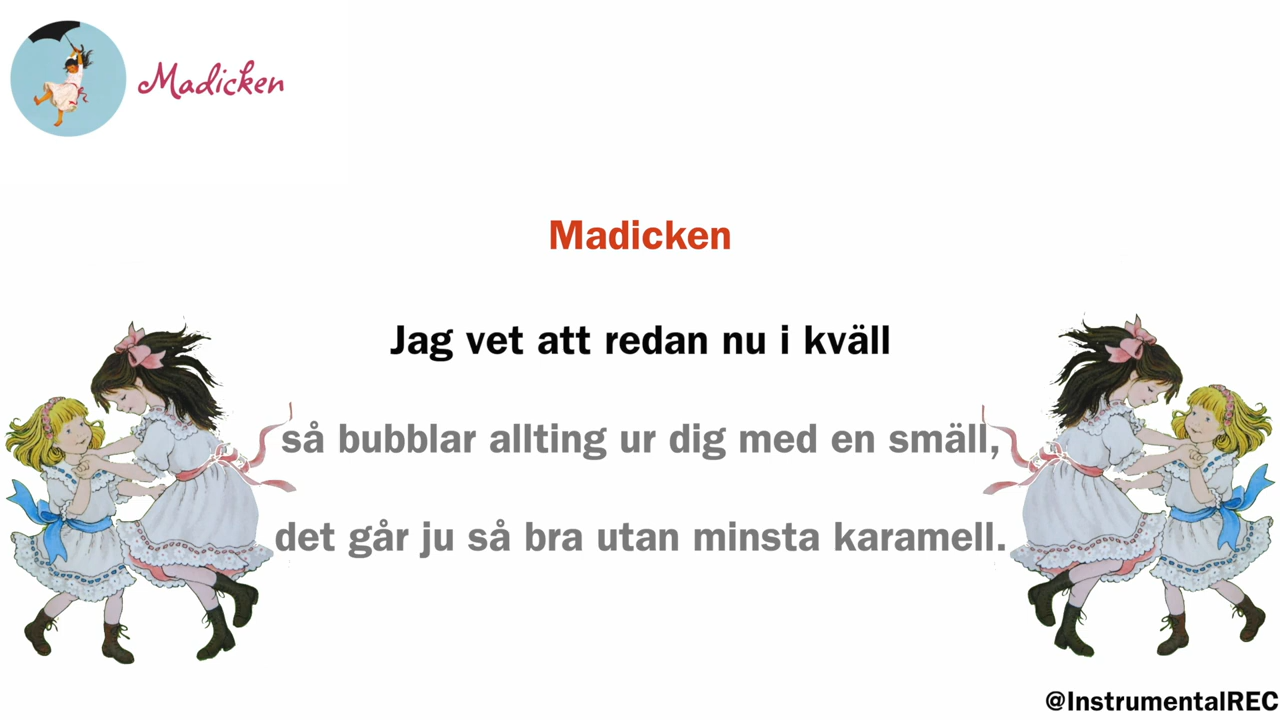 Madicken
Madicken
Jag vet att redan nu i kväll
så bubblar allting ur dig med en smäll,
det går ju så bra utan minsta karamell.
@InstrumentalREC